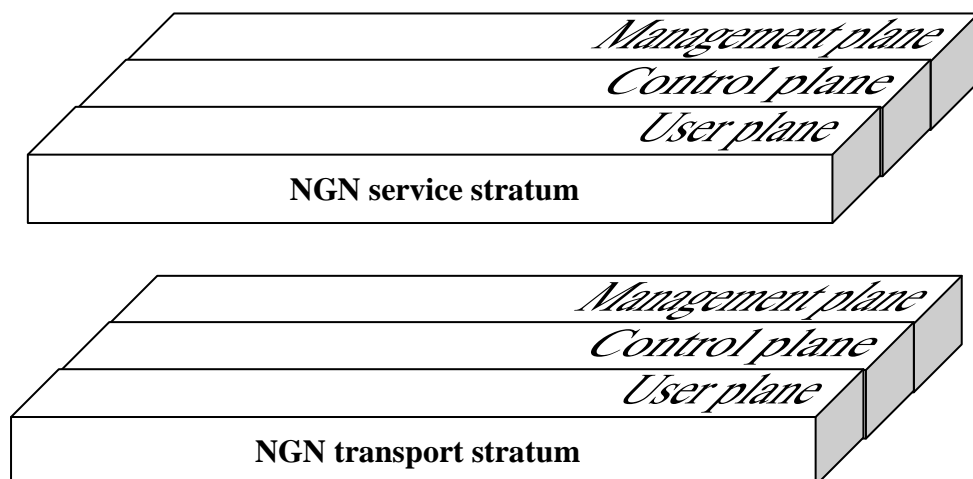 Management plane
Control plane
User plane
NGN service stratum
Management plane
Control plane
User plane
NGN transport stratum